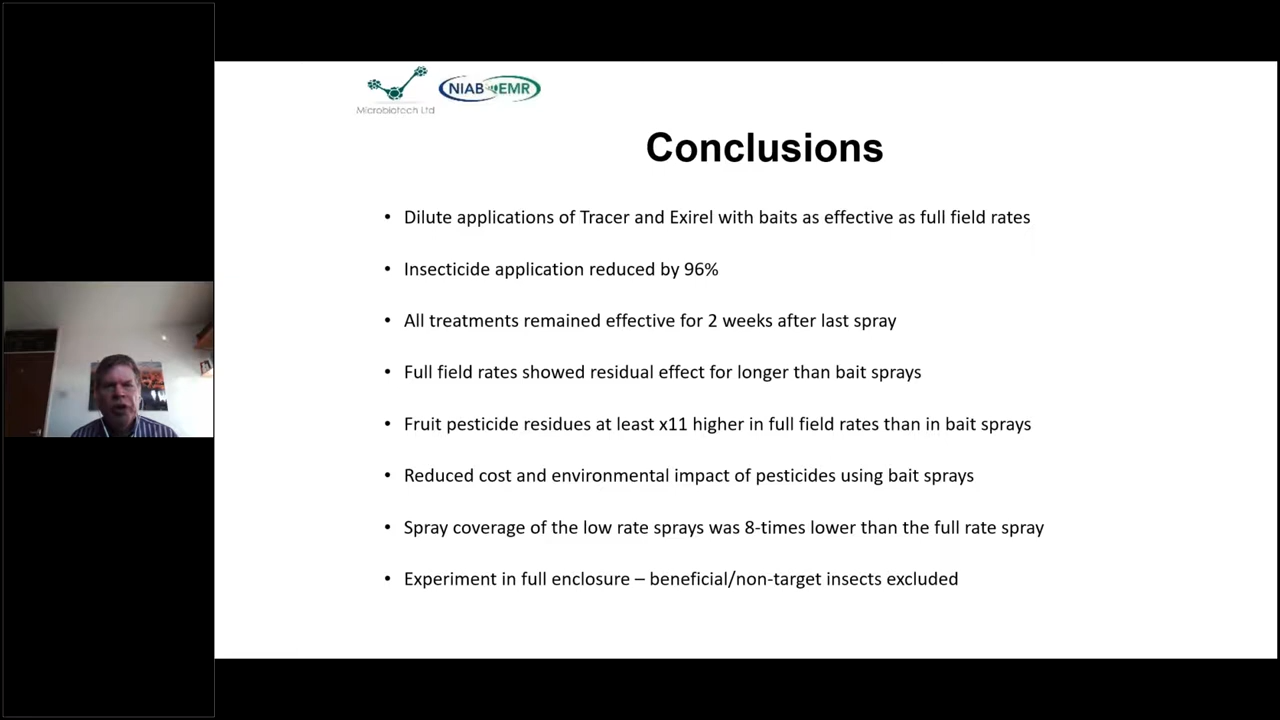 Microbiotech Ltd
NIAB EMR
Conclusions
• Dilute applications of Tracer and Exirel with baits as effective as full field rates
• Insecticide application reduced by 96%
• All treatments remained effective for 2 weeks after last spray
• Full field rates showed residual effect for longer than bait sprays
• Fruit pesticide residues at least x11 higher in full field rates than in bait sprays
• Reduced cost and environmental impact of pesticides using bait sprays
• Spray coverage of the low rate sprays was 8-times lower than the full rate spray
• Experiment in full enclosure – beneficial/non-target insects excluded